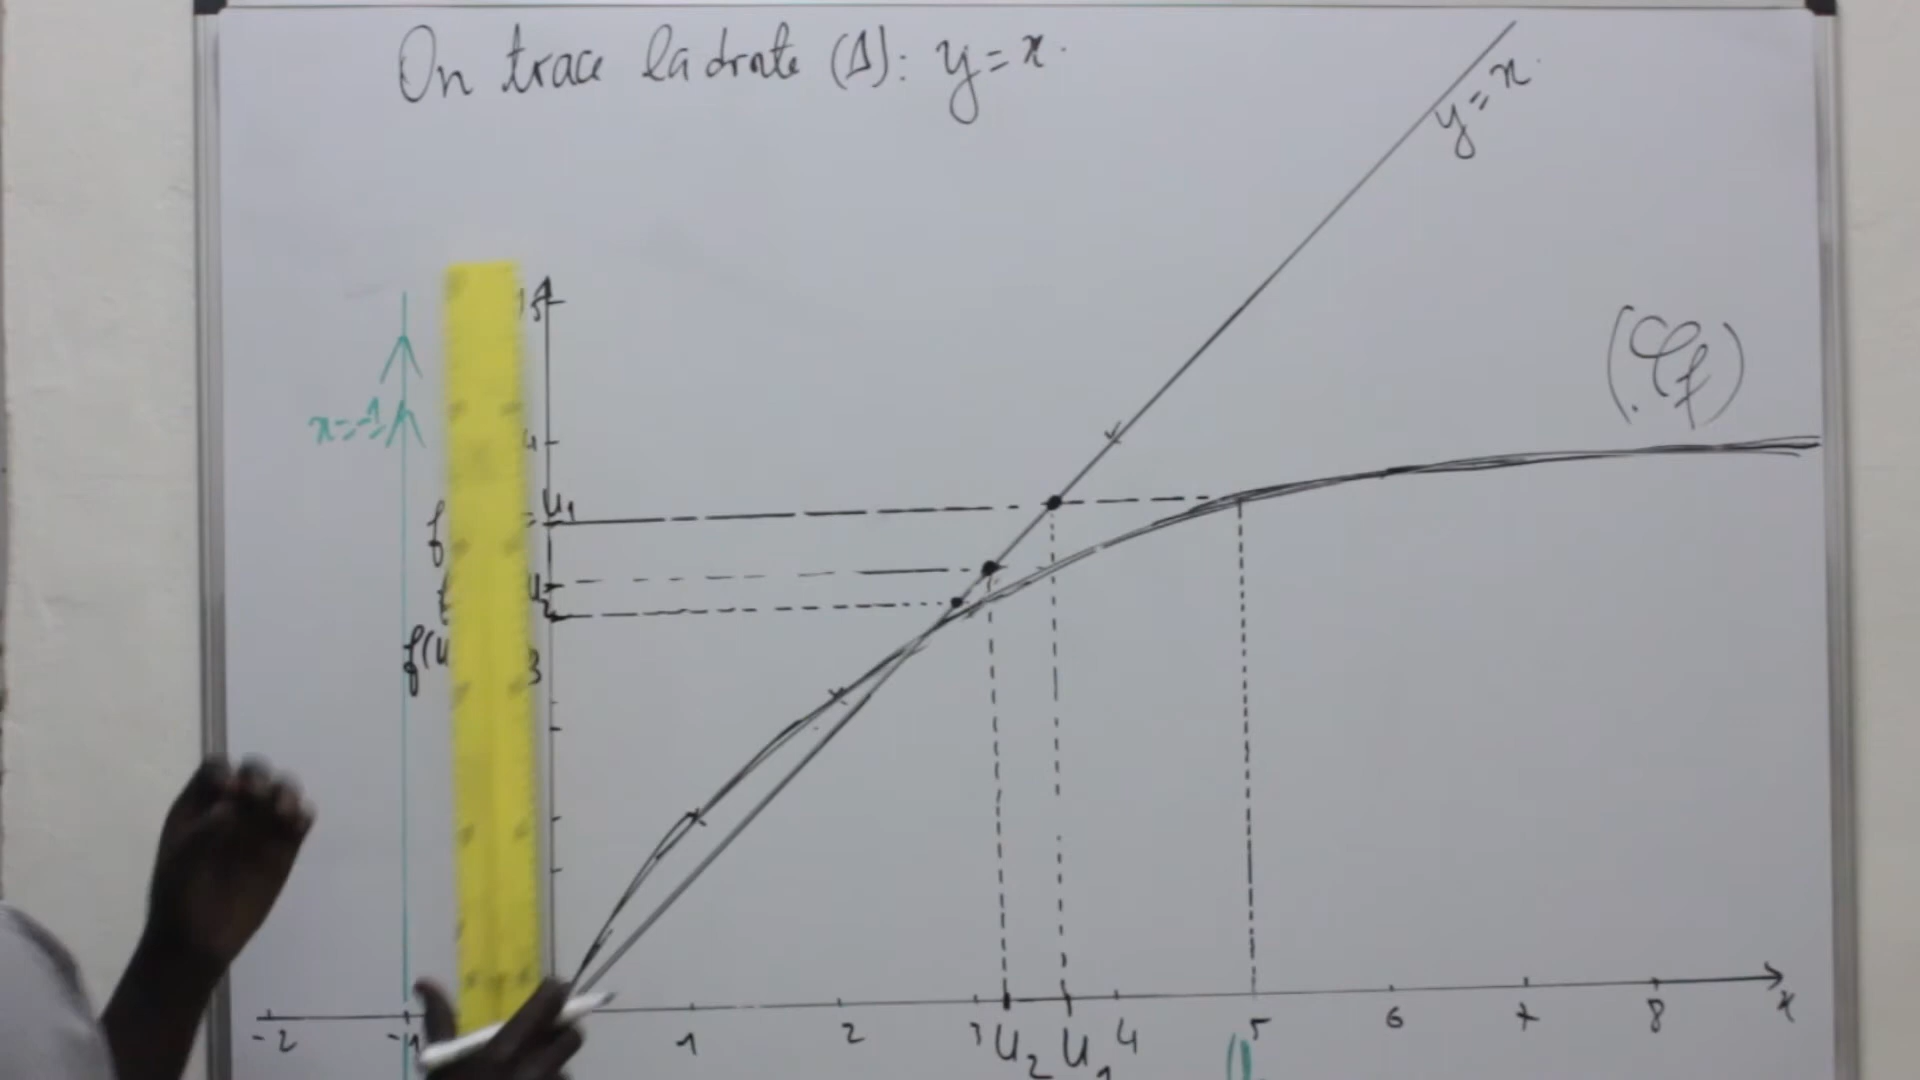 On trace la droite (Δ): y = x.
y = x.
5
(Cf)
x = -1
4
U1
f
U2
f(u
3
-2 -1 1 2 3 U2 U1 4 5 6 7 8 x